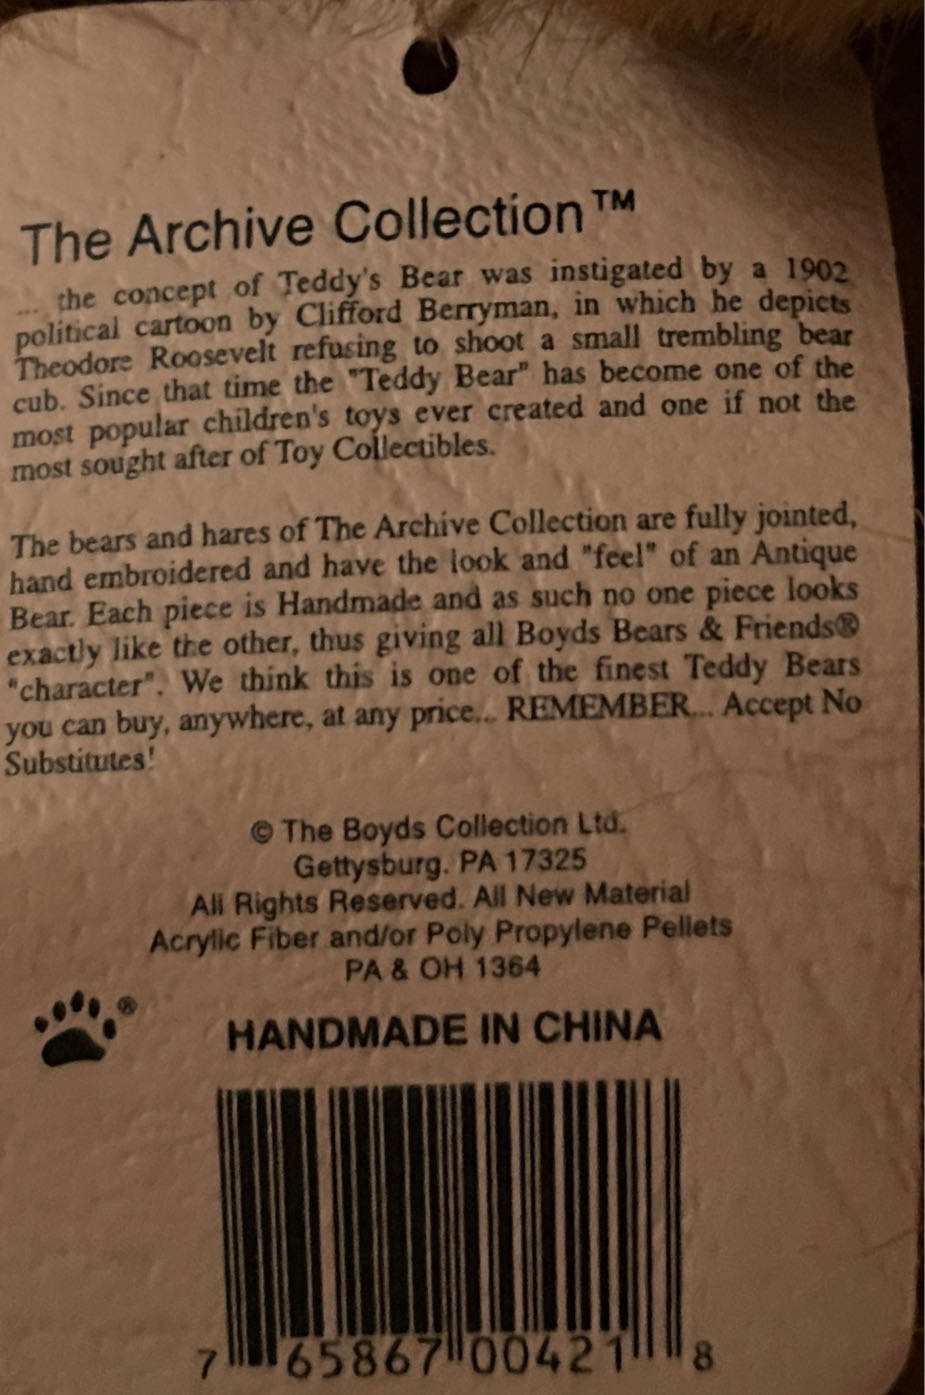 The Archive Collection™
... the concept of Teddy's Bear was instigated by a 1902
political cartoon by Clifford Berryman, in which he depicts
Theodore Roosevelt refusing to shoot a small trembling bear
cub. Since that time the "Teddy Bear" has become one of the
most popular children's toys ever created and one if not the
most sought after of Toy Collectibles.
The bears and hares of The Archive Collection are fully jointed,
hand embroidered and have the look and "feel" of an Antique
Bear. Each piece is Handmade and as such no one piece looks
exactly like the other, thus giving all Boyds Bears & Friends®
"character". We think this is one of the finest Teddy Bears
you can buy, anywhere, at any price... REMEMBER... Accept No
Substitutes!
© The Boyds Collection Ltd.
Gettysburg. PA 17325
All Rights Reserved. All New Material
Acrylic Fiber and/or Poly Propylene Pellets
PA & OH 1364
®
HANDMADE IN CHINA
7 65867 00421 8